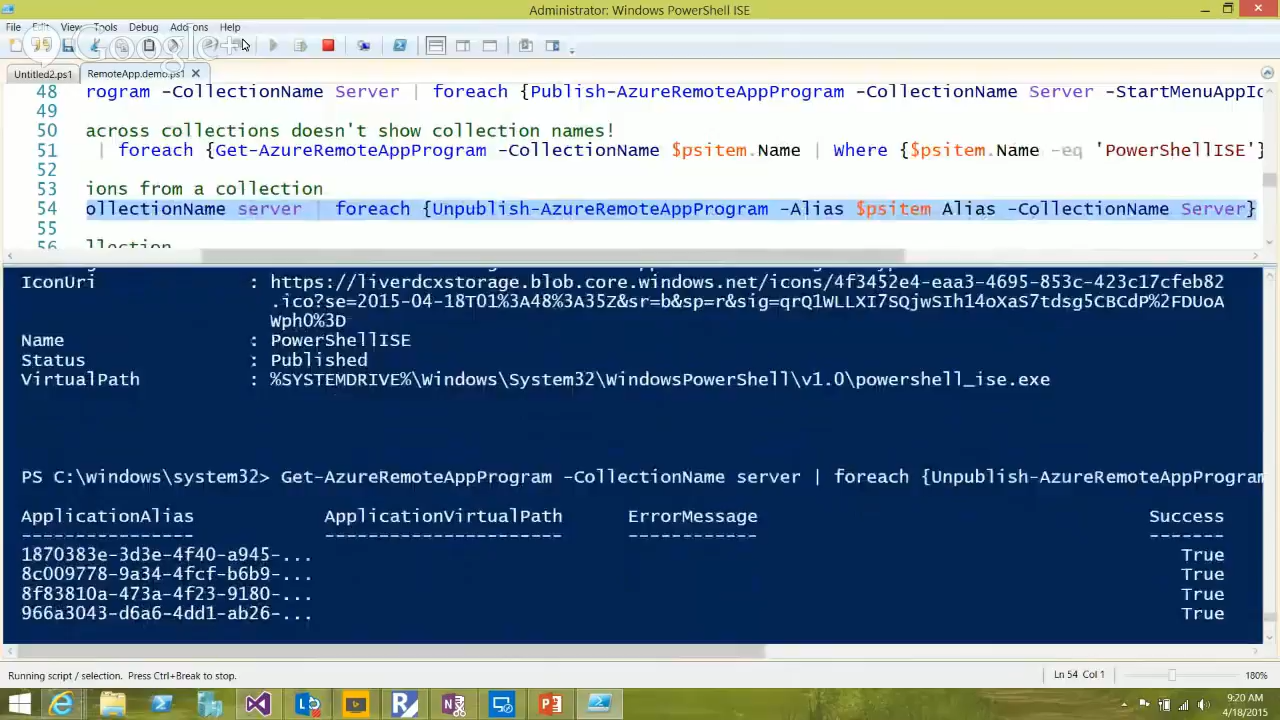 Administrator: Windows PowerShell ISE
File Edit View Tools Debug Add-ons Help
Google+
Untitled2.ps1 RemoteApp.demo.ps1
48 rogram -CollectionName Server | foreach {Publish-AzureRemoteAppProgram -CollectionName Server -StartMenuAppId
49
50 across collections doesn't show collection names!
51 | foreach {Get-AzureRemoteAppProgram -CollectionName $psitem.Name | Where {$psitem.Name -eq 'PowerShellISE'}
52
53 ions from a collection
54 ollectionName server | foreach {Unpublish-AzureRemoteAppProgram -Alias $psitem Alias -CollectionName Server}
55
56 llection
IconUri : https://liverdcxstorage.blob.core.windows.net/icons/4f3452e4-eaa3-4695-853c-423c17cfeb82
.ico?se=2015-04-18T01%3A48%3A35Z&sr=b&sp=r&sig=qrQ1WLLXI7SQjwSIh14oXaS7tdsg5CBCdP%2FDUoA
Wph0%3D
Name : PowerShellISE
Status : Published
VirtualPath : %SYSTEMDRIVE%\Windows\System32\WindowsPowerShell\v1.0\powershell_ise.exe
PS C:\windows\system32> Get-AzureRemoteAppProgram -CollectionName server | foreach {Unpublish-AzureRemoteAppProgram
ApplicationAlias ApplicationVirtualPath ErrorMessage Success
---------------- ---------------------- ------------ -------
1870383e-3d3e-4f40-a945-... True
8c009778-9a34-4fcf-b6b9-... True
8f83810a-473a-4f23-9180-... True
966a3043-d6a6-4dd1-ab26-... True
Running script / selection. Press Ctrl+Break to stop. Ln 54 Col 1 180%
9:20 AM
4/18/2015